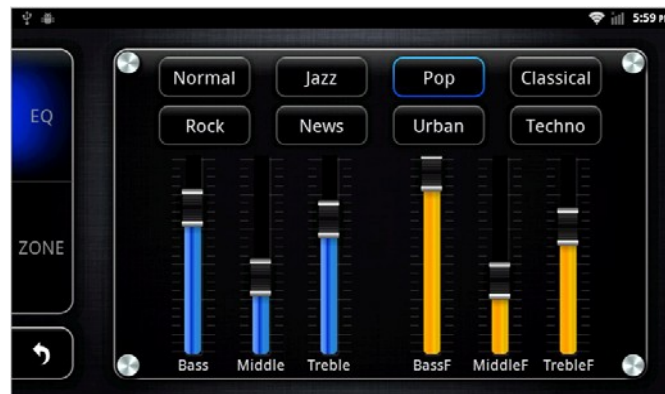 5:59
EQ
ZONE
Normal Jazz Pop Classical
Rock News Urban Techno
Bass Middle Treble BassF MiddleF TrebleF